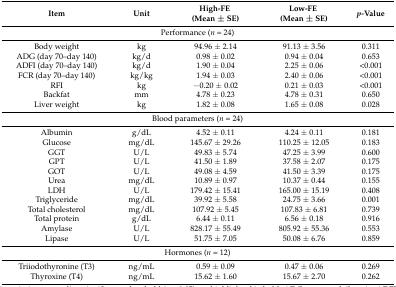 Item Unit High-FE (Mean ± SE) Low-FE (Mean ± SE) p-Value
Performance (n = 24)
Body weight kg 94.96 ± 2.14 91.13 ± 3.56 0.311
ADG (day 70–day 140) kg/d 0.98 ± 0.02 0.94 ± 0.04 0.653
ADFI (day 70–day 140) kg/d 1.90 ± 0.04 2.25 ± 0.06 <0.001
FCR (day 70–day 140) kg/kg 1.94 ± 0.03 2.40 ± 0.06 <0.001
RFI −0.20 ± 0.02 0.21 ± 0.03 <0.001
Backfat mm 4.78 ± 0.23 4.78 ± 0.31 0.650
Liver weight kg 1.82 ± 0.08 1.65 ± 0.08 0.028
Blood parameters (n = 24)
Albumin g/dL 4.52 ± 0.11 4.24 ± 0.11 0.181
Glucose mg/dL 145.67 ± 29.26 110.25 ± 12.05 0.183
GGT U/L 49.83 ± 5.74 47.25 ± 3.99 0.600
GPT U/L 41.50 ± 1.89 37.58 ± 2.07 0.175
GOT U/L 49.08 ± 4.59 41.50 ± 3.39 0.175
Urea mg/dL 10.89 ± 0.97 10.37 ± 0.44 0.155
LDH U/L 179.42 ± 15.41 165.00 ± 15.19 0.408
Triglyceride mg/dL 39.92 ± 5.58 24.75 ± 3.66 0.001
Total cholesterol mg/dL 107.92 ± 5.45 107.83 ± 6.81 0.739
Total protein g/dL 6.44 ± 0.11 6.56 ± 0.18 0.916
Amylase U/L 828.17 ± 55.49 805.92 ± 55.36 0.553
Lipase U/L 51.75 ± 7.05 50.08 ± 6.76 0.859
Hormones (n = 12)
Triiodothyronine (T3) ng/mL 0.59 ± 0.09 0.47 ± 0.06 0.269
Thyroxine (T4) ng/mL 15.62 ± 1.60 15.67 ± 2.70 0.262